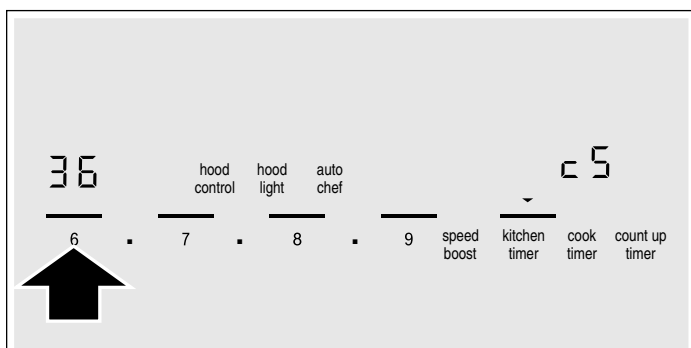 36 c5
hood control hood light auto chef
6 . 7 . 8 . 9 speed boost kitchen timer cook timer count up timer